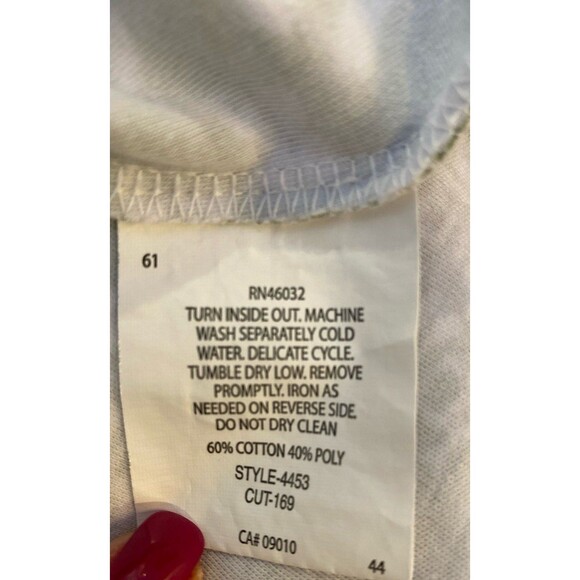 61
RN46032
TURN INSIDE OUT. MACHINE
WASH SEPARATELY COLD
WATER. DELICATE CYCLE.
TUMBLE DRY LOW. REMOVE
PROMPTLY. IRON AS
NEEDED ON REVERSE SIDE.
DO NOT DRY CLEAN
60% COTTON 40% POLY
STYLE-4453
CUT-169
CA# 09010
44